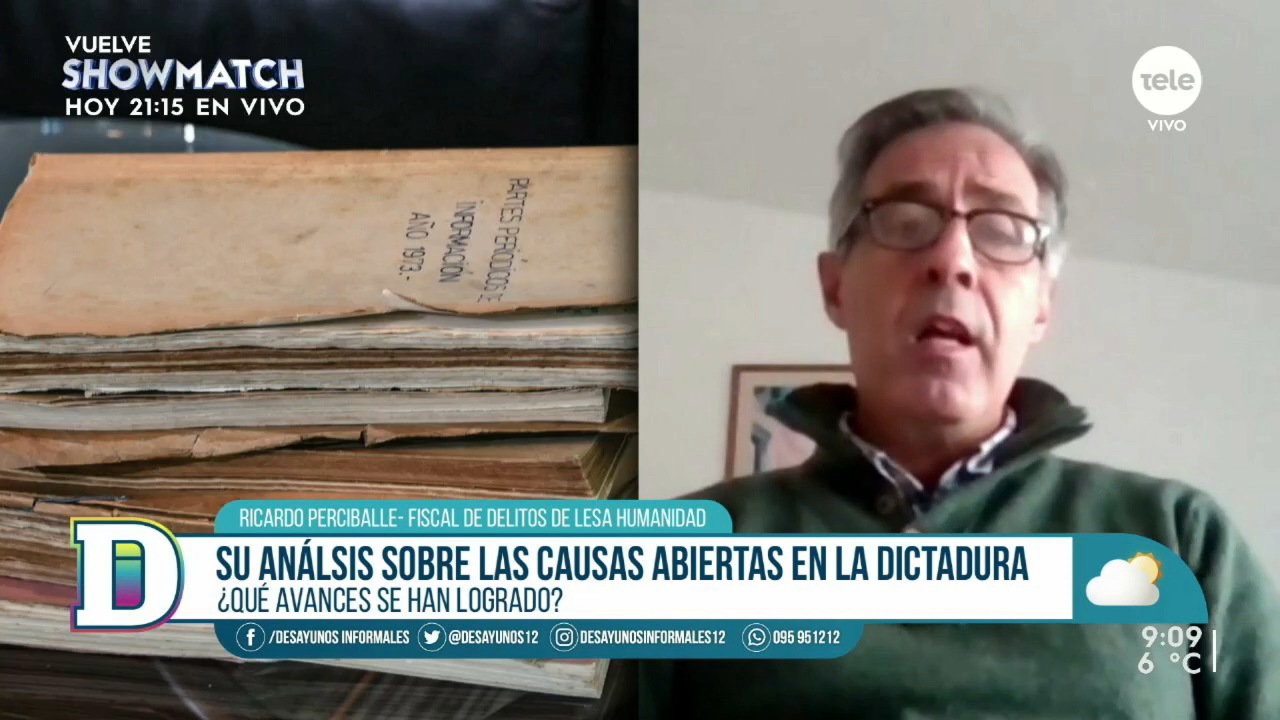 VUELVE
SHOWMATCH
HOY 21:15 EN VIVO
tele
VIVO
PARTES PERIÓDICOS DE
INFORMACIÓN
AÑO 1973.-
RICARDO PERCIBALLE- FISCAL DE DELITOS DE LESA HUMANIDAD
D
SU ANÁLSIS SOBRE LAS CAUSAS ABIERTAS EN LA DICTADURA
¿QUÉ AVANCES SE HAN LOGRADO?
/DESAYUNOS INFORMALES @DESAYUNOS12 DESAYUNOSINFORMALES12 095 951212
9:09
6 °C